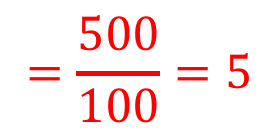 = 500/100 = 5